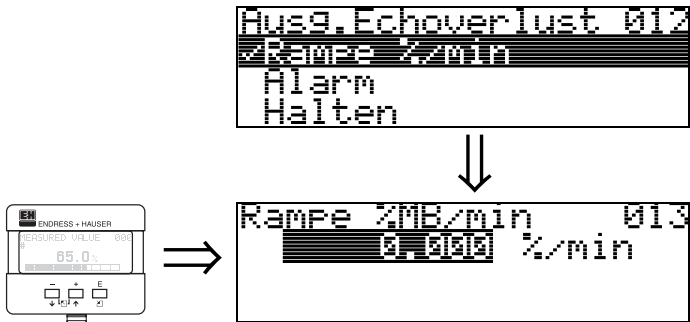 Ausg.Echoverlust 012
✓Rampe %/min
Alarm
Halten
EH
ENDRESS + HAUSER
MEASURED VALUE 000
#
65.0 %
- + E
Rampe %MB/min 013
0.000 %/min